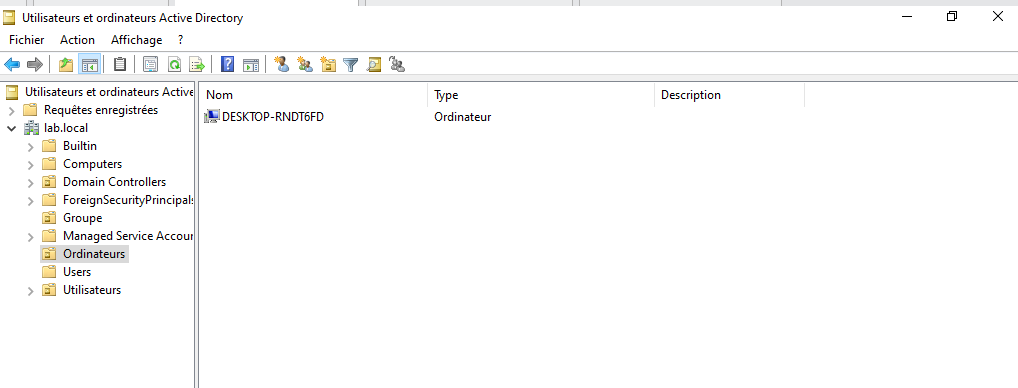 Utilisateurs et ordinateurs Active Directory
Fichier Action Affichage ?
Utilisateurs et ordinateurs Active
Requêtes enregistrées
lab.local
Builtin
Computers
Domain Controllers
ForeignSecurityPrincipals
Groupe
Managed Service Accour
Ordinateurs
Users
Utilisateurs
Nom Type Description
DESKTOP-RNDT6FD Ordinateur